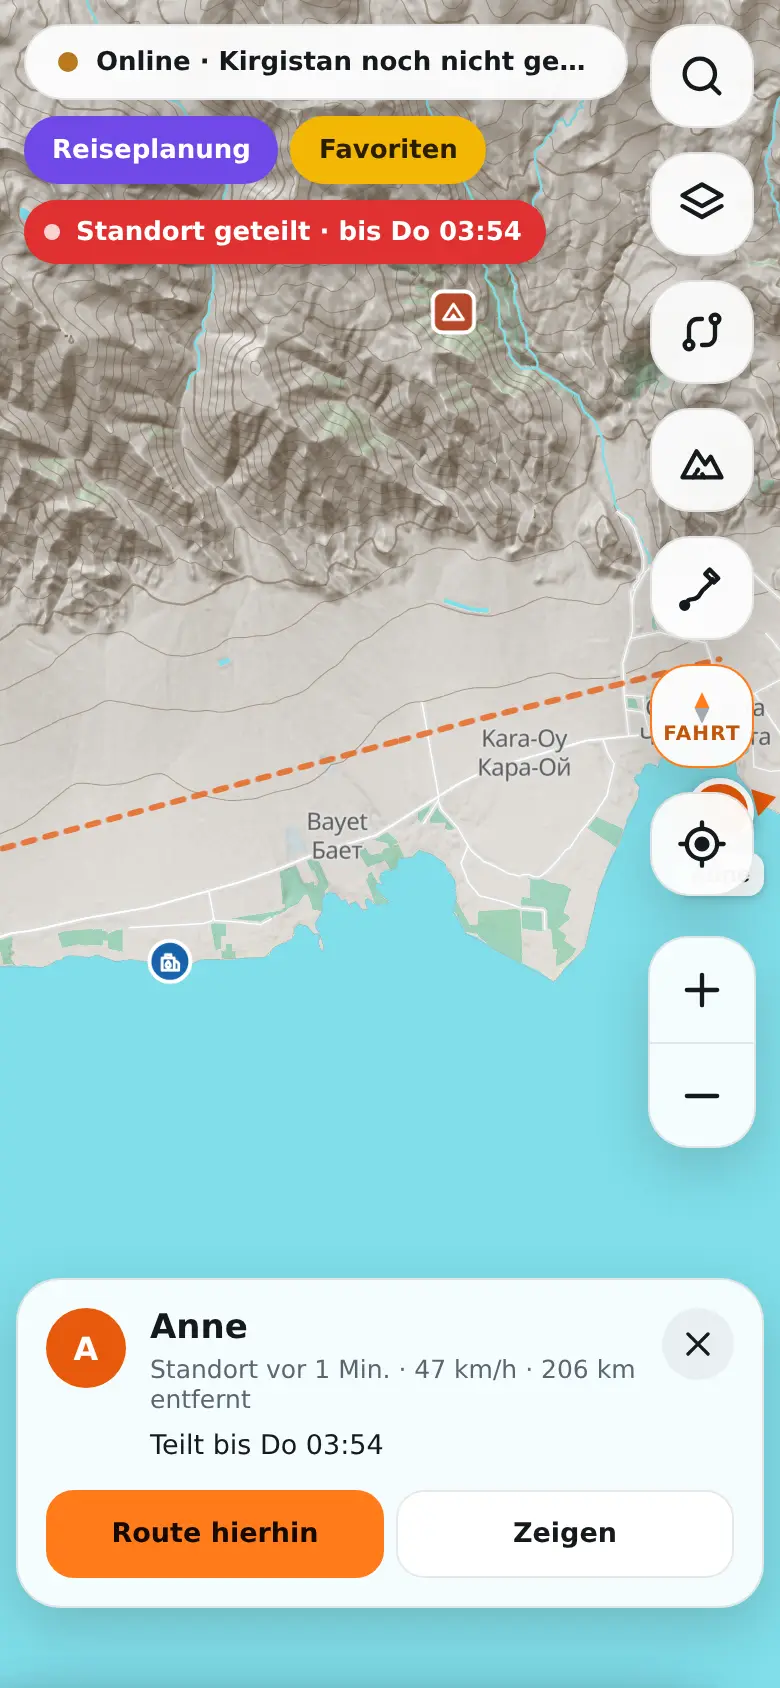 Online · Kirgistan noch nicht ge…
Reiseplanung
Favoriten
Standort geteilt · bis Do 03:54
FAHRT
Kara-Oy
Кара-Ой
Bayet
Бает
Anne
A
Standort vor 1 Min. · 47 km/h · 206 km
entfernt
Teilt bis Do 03:54
Route hierhin
Zeigen